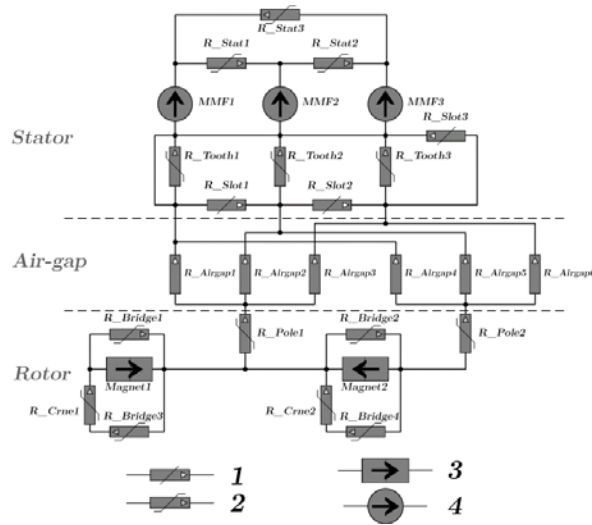 R_Stat3
R_Stat1 R_Stat2
MMF1 MMF2 MMF3
R_Slot3
Stator
R_Tooth1 R_Tooth2 R_Tooth3
R_Slot1 R_Slot2
Air-gap
R_Airgap1 R_Airgap2 R_Airgap3 R_Airgap4 R_Airgap5 R_Airgap6
R_Bridge1 R_Bridge2
R_Pole1 R_Pole2
Rotor
Magnet1 Magnet2
R_Crne1 R_Crne2
R_Bridge3 R_Bridge4
1 3
2 4